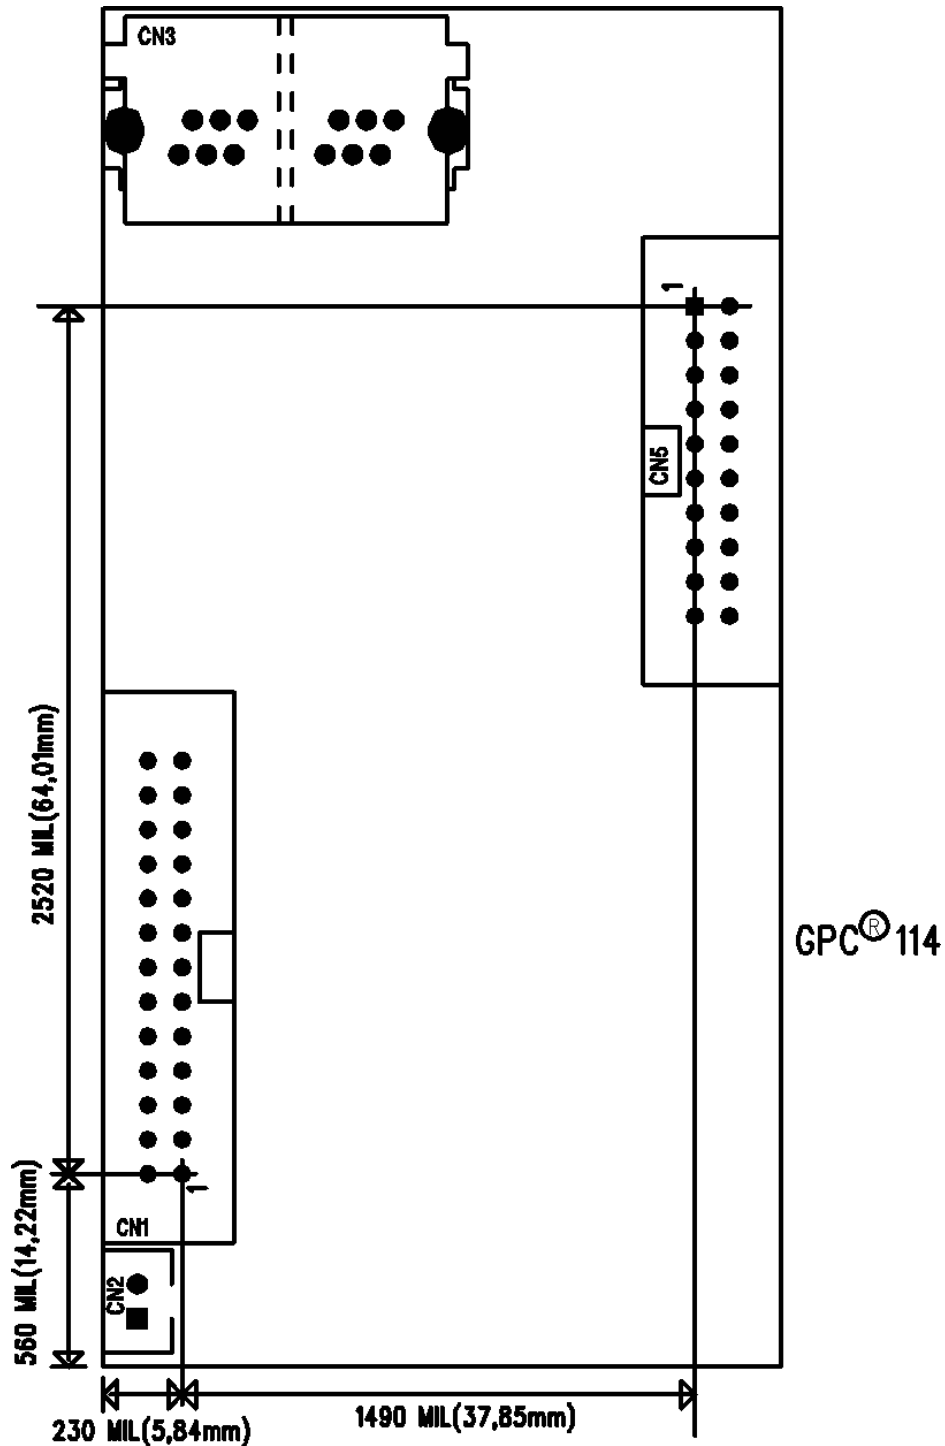 CN3
1
CN5
2520 MIL(64,01mm)
GPC® 114
1
CN1
560 MIL(14,22mm)
CN2
230 MIL(5,84mm)
1490 MIL(37,85mm)